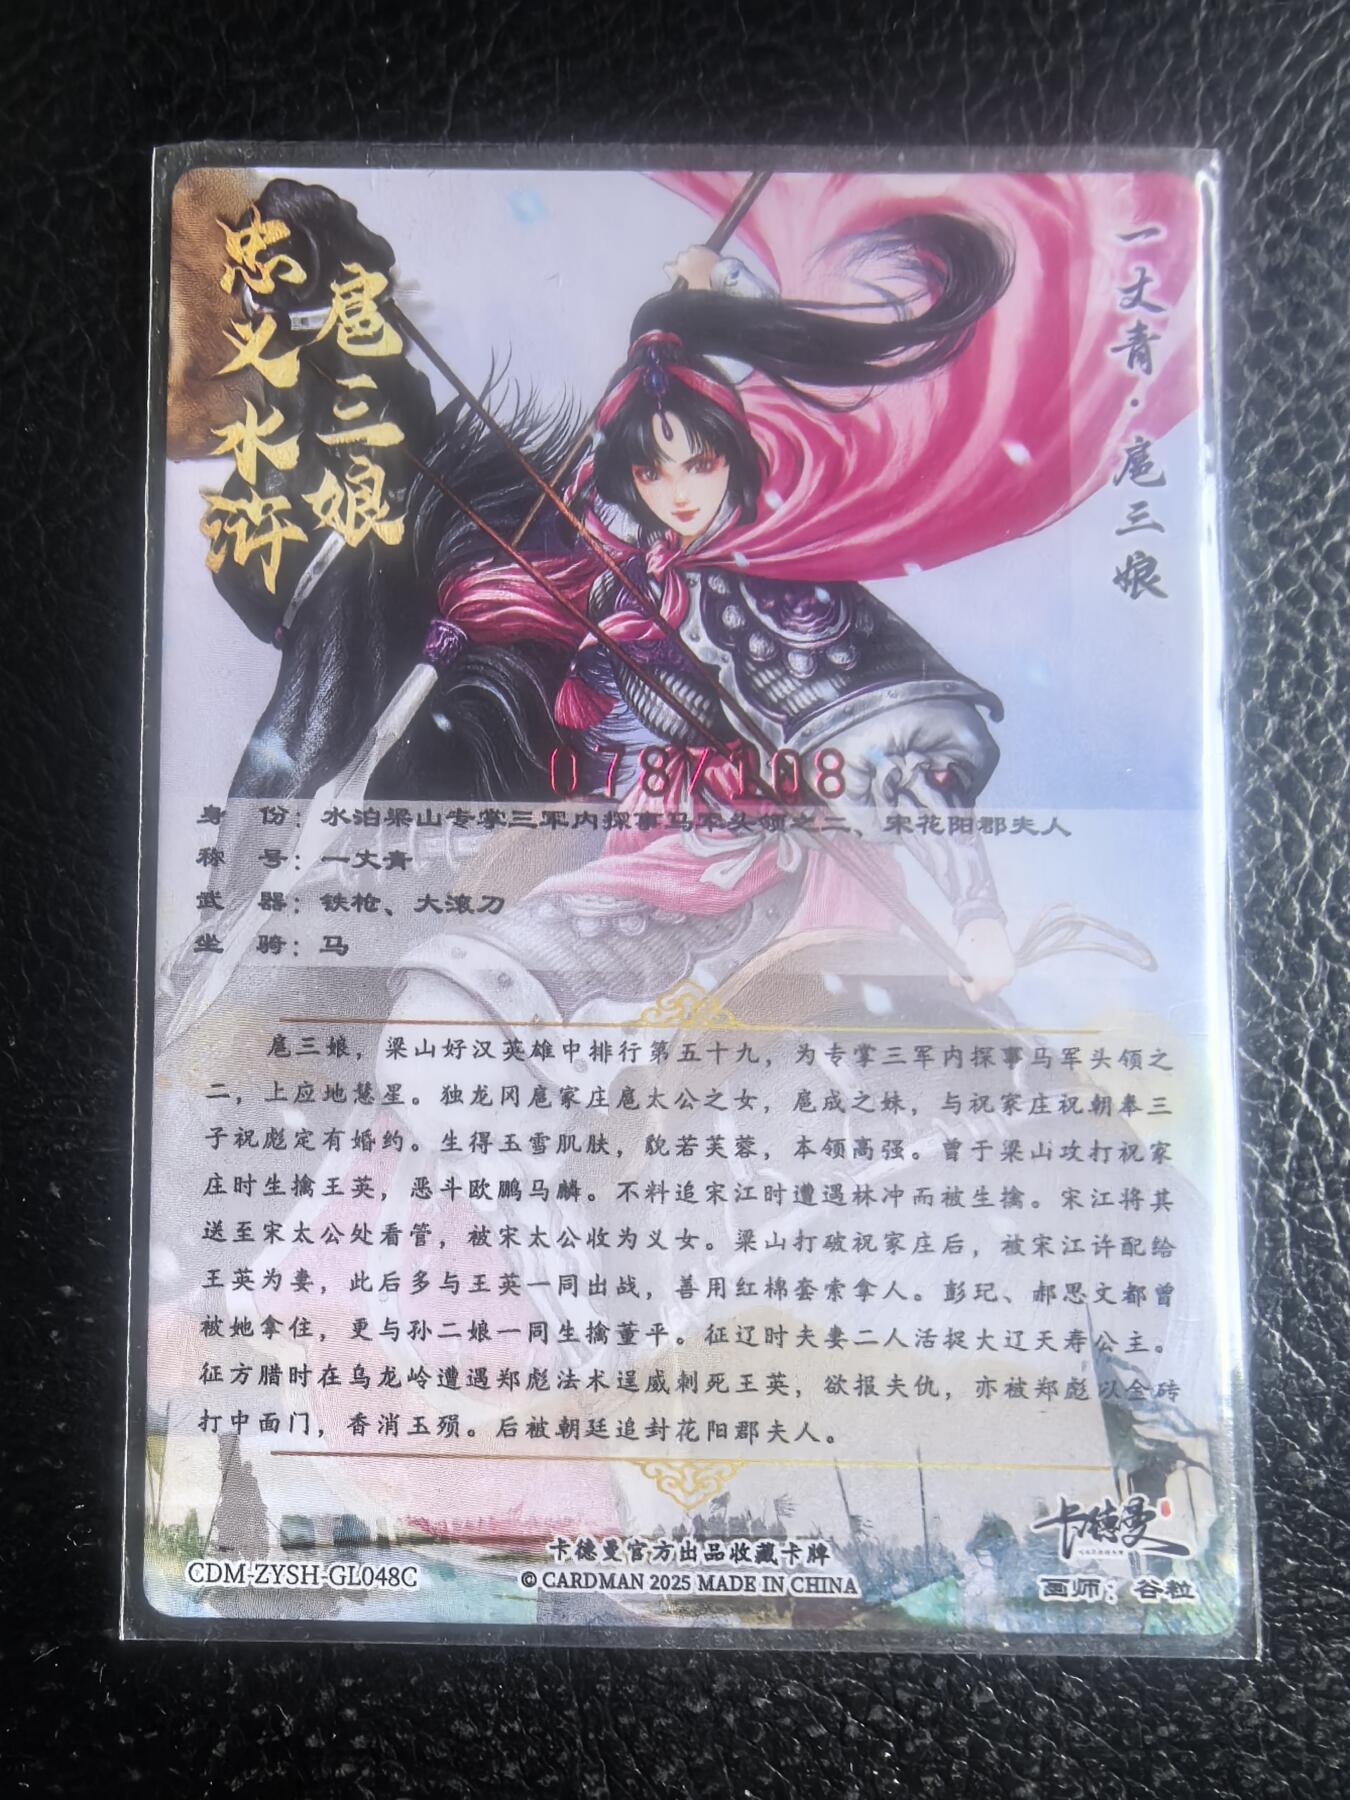 忠义水浒
扈三娘
一丈青·扈三娘
0787108
身 份：水泊梁山专掌三军内探事马军头领之二、宋花阳郡夫人
称 号：一丈青
武 器：铁枪、大滚刀
坐 骑：马
扈三娘，梁山好汉英雄中排行第五十九，为专掌三军内探事马军头领之
二，上应地慧星。独龙冈扈家庄扈太公之女，扈成之妹，与祝家庄祝朝奉三
子祝彪定有婚约。生得玉雪肌肤，貌若芙蓉，本领高强。曾于梁山攻打祝家
庄时生擒王英，恶斗欧鹏马麟。不料追宋江时遭遇林冲而被生擒。宋江将其
送至宋太公处看管，被宋太公收为义女。梁山打破祝家庄后，被宋江许配给
王英为妻，此后多与王英一同出战，善用红棉套索拿人。彭玘、郝思文都曾
被她拿住，更与孙二娘一同生擒董平。征辽时夫妻二人活捉大辽天寿公主。
征方腊时在乌龙岭遭遇郑彪法术逞威刺死王英，欲报夫仇，亦被郑彪以金砖
打中面门，香消玉殒。后被朝廷追封花阳郡夫人。
卡德曼
卡德曼官方出品收藏卡牌
CDM-ZYSH-GL048C
© CARDMAN 2025 MADE IN CHINA
画师：谷粒